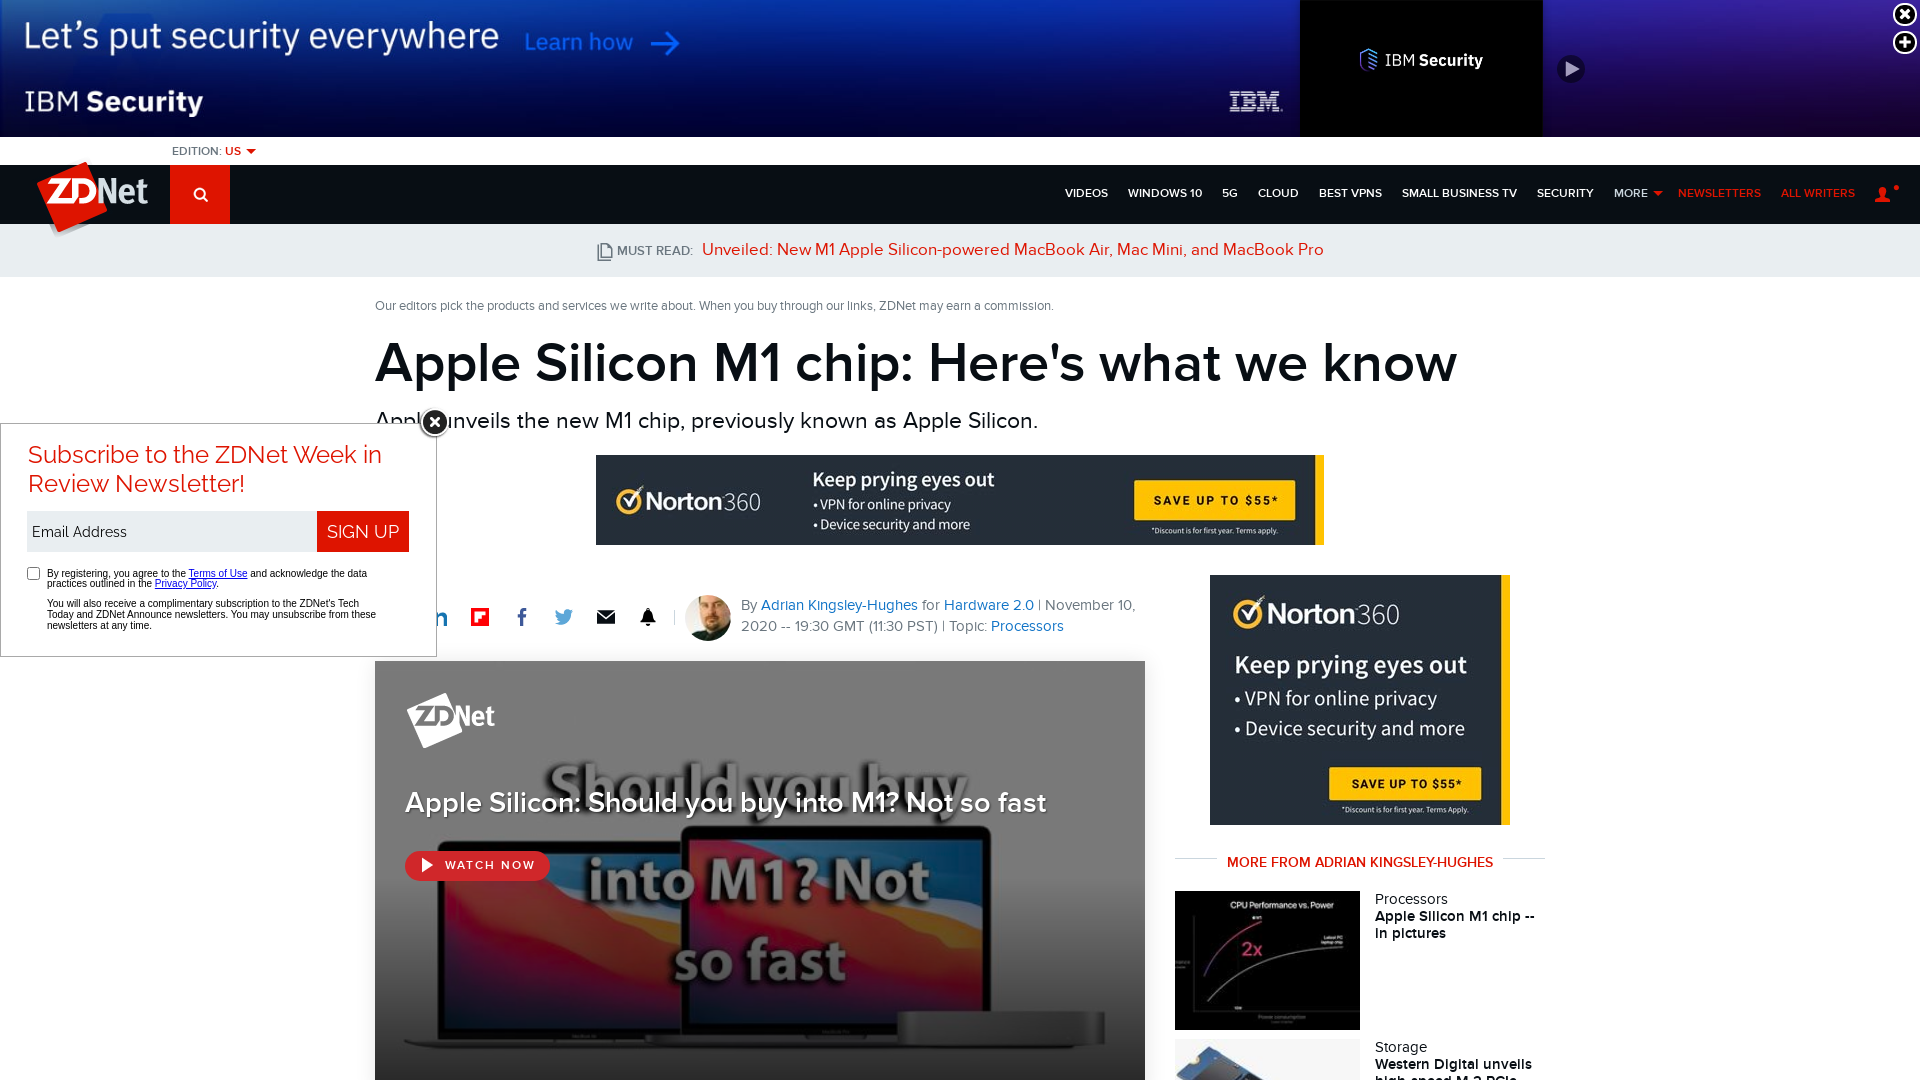 Let's put security everywhere Learn how
IBM Security
IBM
IBM Security
EDITION: US
ZDNet
VIDEOS WINDOWS 10 5G CLOUD BEST VPNS SMALL BUSINESS TV SECURITY MORE NEWSLETTERS ALL WRITERS
MUST READ: Unveiled: New M1 Apple Silicon-powered MacBook Air, Mac Mini, and MacBook Pro
Our editors pick the products and services we write about. When you buy through our links, ZDNet may earn a commission.
Apple Silicon M1 chip: Here's what we know
unveils the new M1 chip, previously known as Apple Silicon.
Subscribe to the ZDNet Week in
Review Newsletter!
Email Address SIGN UP
By registering, you agree to the Terms of Use and acknowledge the data
practices outlined in the Privacy Policy.
You will also receive a complimentary subscription to the ZDNet's Tech
Today and ZDNet Announce newsletters. You may unsubscribe from these
newsletters at any time.
Norton360
Keep prying eyes out
• VPN for online privacy
• Device security and more
SAVE UP TO $55*
*Discount is for first year. Terms apply.
By Adrian Kingsley-Hughes for Hardware 2.0 | November 10,
2020 -- 19:30 GMT (11:30 PST) | Topic: Processors
ZDNet
Apple Silicon: Should you buy into M1? Not so fast
WATCH NOW
Should you buy
into M1? Not
so fast
Norton360
Keep prying eyes out
• VPN for online privacy
• Device security and more
SAVE UP TO $55*
*Discount is for first year. Terms Apply.
MORE FROM ADRIAN KINGSLEY-HUGHES
CPU Performance vs. Power
M1
Latest PC
laptop chip
2x
10W
Power consumption
Processors
Apple Silicon M1 chip --
in pictures
Storage
Western Digital unveils
high-speed M.2 PCIe